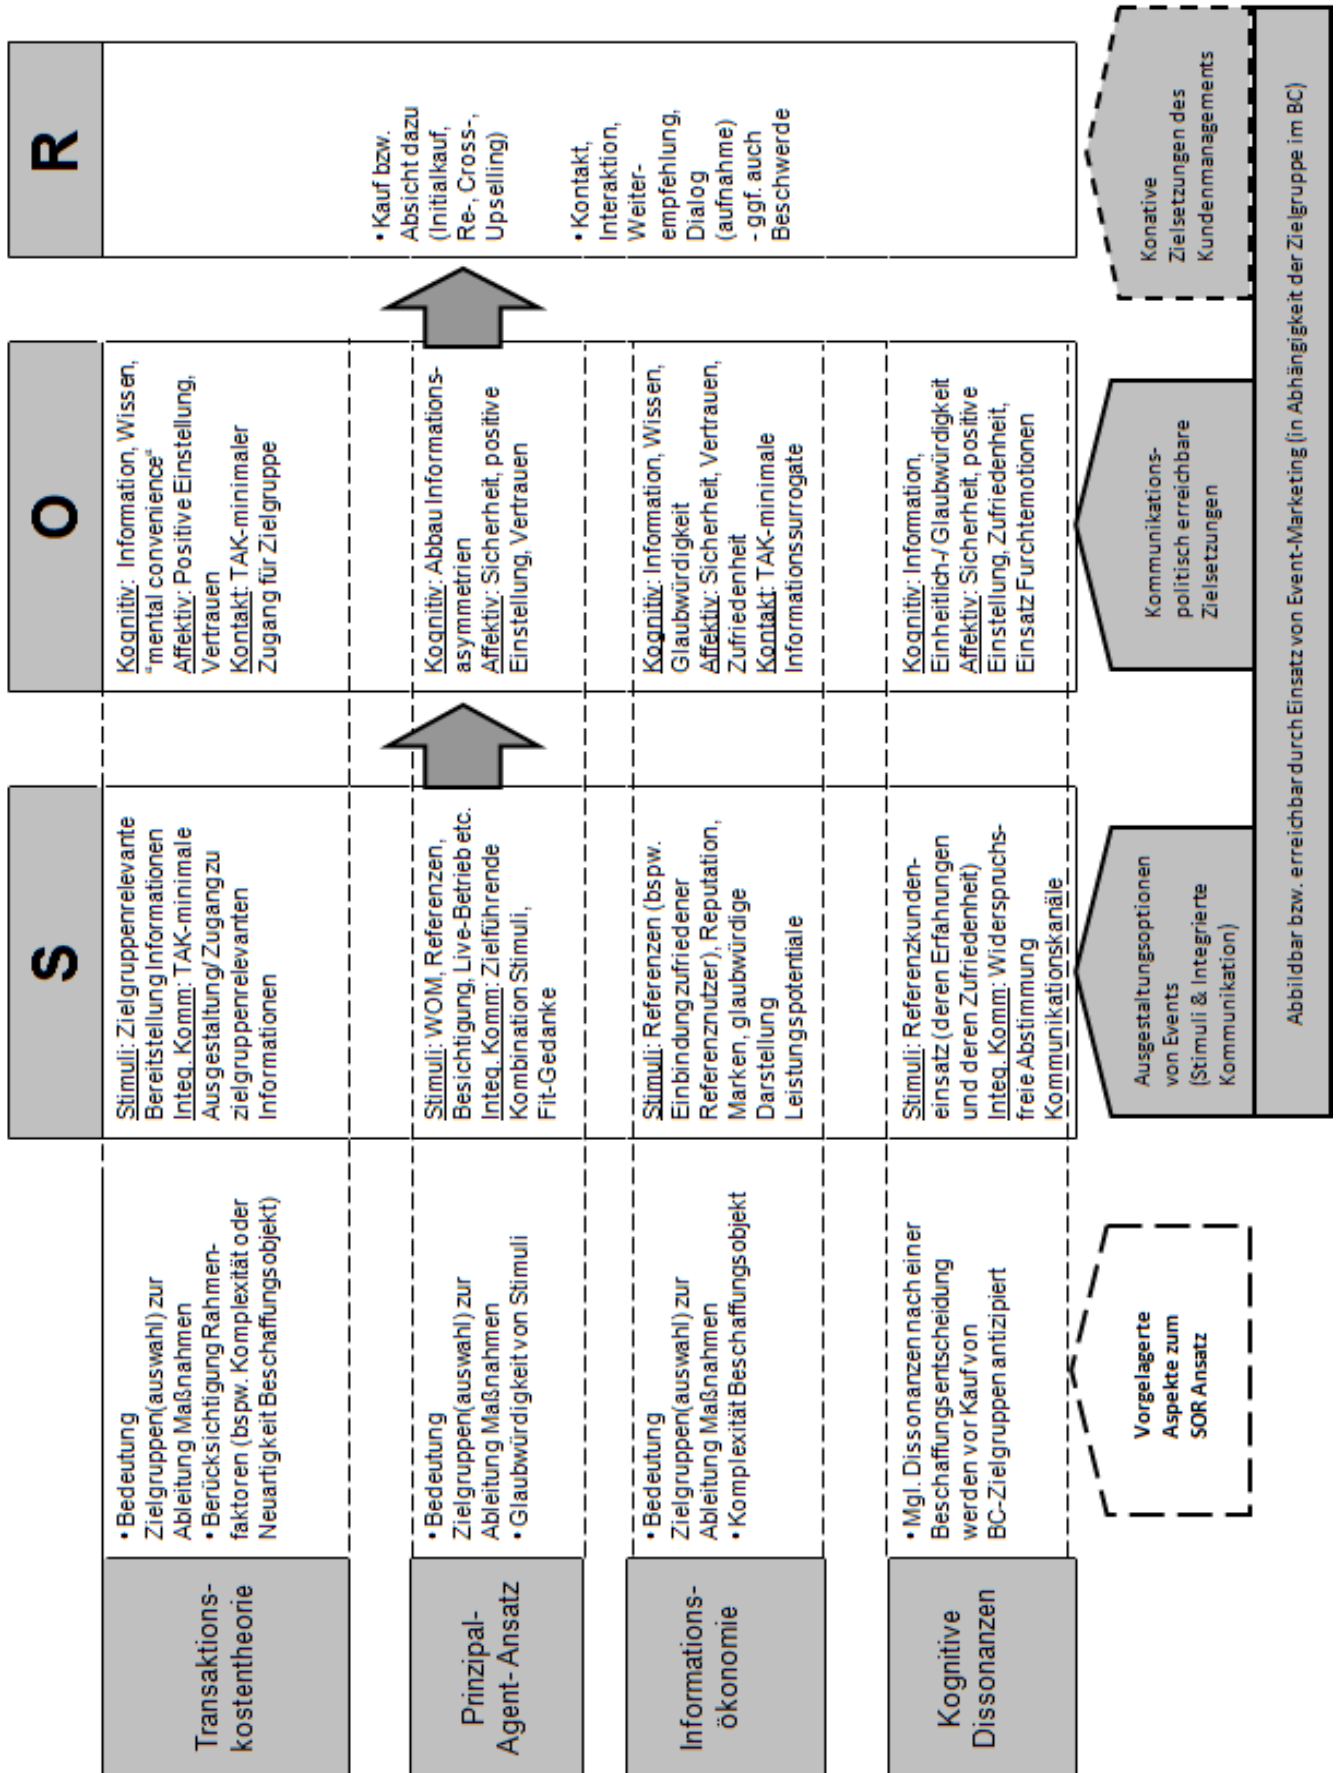 S
O
R
Transaktions-
kostentheorie
• Bedeutung
Zielgruppen(auswahl) zur
Ableitung Maßnahmen
• Berücksichtigung Rahmen-
faktoren (bspw. Komplexität oder
Neuartigkeit Beschaffungsobjekt)
Stimuli: Zielgruppenrelevante
Bereitstellung Informationen
Integ. Komm: TAK-minimale
Ausgestaltung/ Zugang zu
zielgruppenrelevanten
Informationen
Kognitiv: Information, Wissen,
"mental convenience"
Affektiv: Positive Einstellung,
Vertrauen
Kontakt: TAK-minimaler
Zugang für Zielgruppe
Prinzipal-
Agent- Ansatz
• Bedeutung
Zielgruppen(auswahl) zur
Ableitung Maßnahmen
• Glaubwürdigkeit von Stimuli
Stimuli: WOM, Referenzen,
Besichtigung, Live-Betrieb etc.
Integ. Komm: Zielführende
Kombination Stimuli,
Fit-Gedanke
Kognitiv: Abbau Informations-
asymmetrien
Affektiv: Sicherheit, positive
Einstellung, Vertrauen
• Kauf bzw.
Absicht dazu
(Initialkauf,
Re-, Cross-,
Upselling)
• Kontakt,
Interaktion,
Weiter-
empfehlung,
Dialog
(aufnahme)
- ggf. auch
Beschwerde
Informations-
ökonomie
• Bedeutung
Zielgruppen(auswahl) zur
Ableitung Maßnahmen
• Komplexität Beschaffungsobjekt
Stimuli: Referenzen (bspw.
Einbindung zufriedener
Referenznutzer), Reputation,
Marken, glaubwürdige
Darstellung
Leistungspotentiale
Kognitiv: Information, Wissen,
Glaubwürdigkeit
Affektiv: Sicherheit, Vertrauen,
Zufriedenheit
Kontakt: TAK-minimale
Informationssurrogate
Kognitive
Dissonanzen
• Mgl. Dissonanzen nach einer
Beschaffungsentscheidung
werden vor Kauf von
BC-Zielgruppen antizipiert
Stimuli: Referenzkunden-
einsatz (deren Erfahrungen
und deren Zufriedenheit)
Integ. Komm: Widerspruchs-
freie Abstimmung
Kommunikationskanäle
Kognitiv: Information,
Einheitlich-/ Glaubwürdigkeit
Affektiv: Sicherheit, positive
Einstellung, Zufriedenheit,
Einsatz Furchtemotionen
Vorgelagerte
Aspekte zum
SOR Ansatz
Ausgestaltungsoptionen
von Events
(Stimuli & Integrierte
Kommunikation)
Kommunikations-
politisch erreichbare
Zielsetzungen
Konative
Zielsetzungen des
Kundenmanagements
Abbildbar bzw. erreichbar durch Einsatz von Event-Marketing (in Abhängigkeit der Zielgruppe im BC)